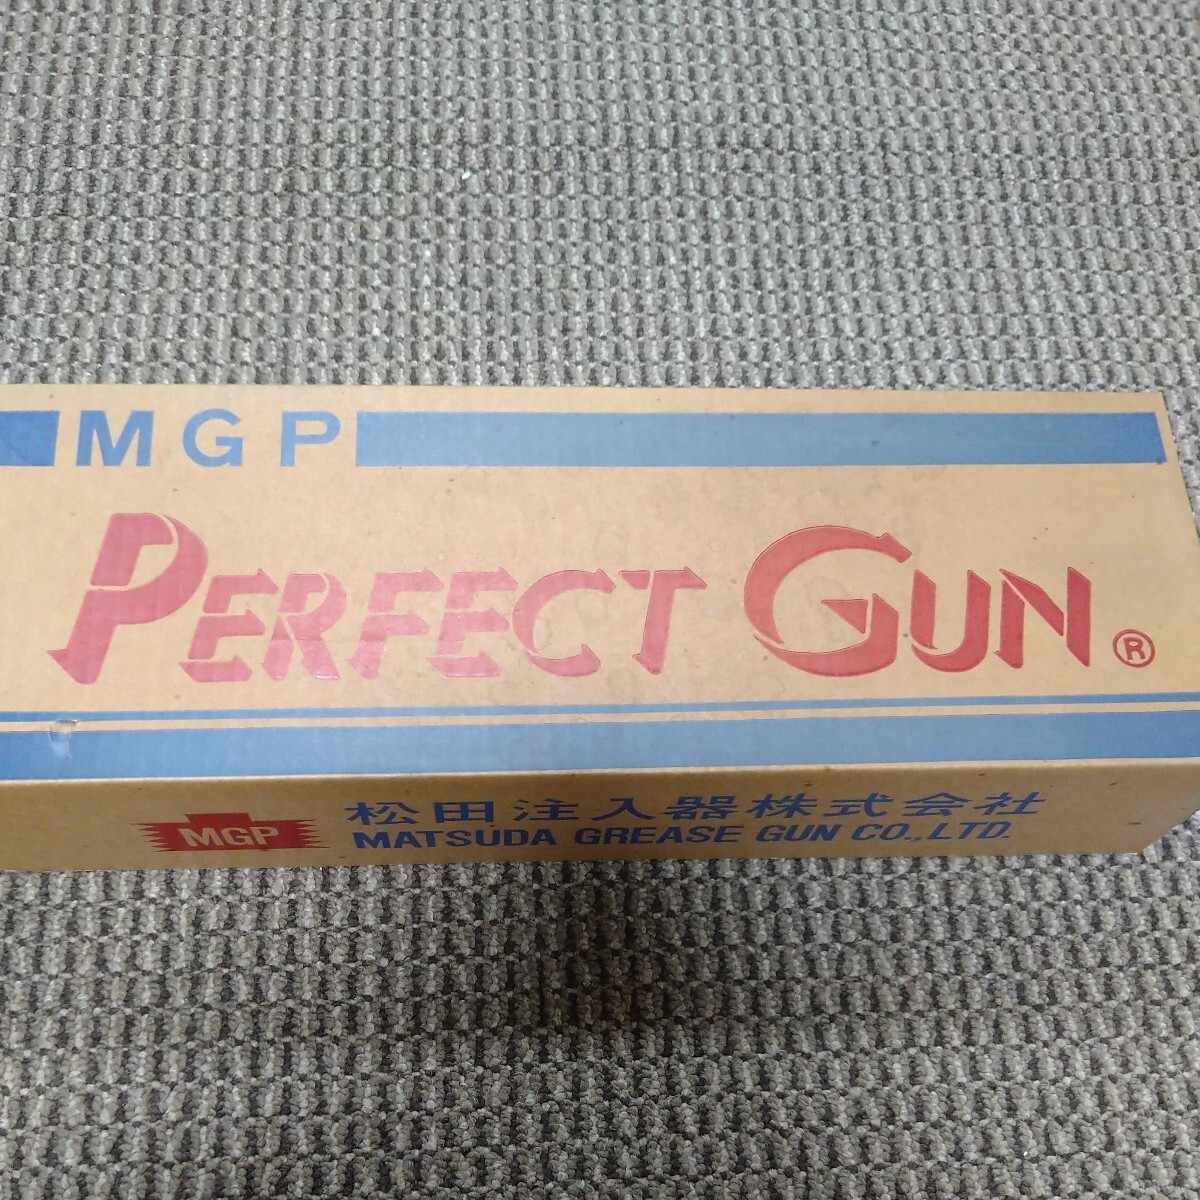 MGP
PERFECT GUN ®
MGP
松田注入器株式会社
MATSUDA GREASE GUN CO.,LTD.